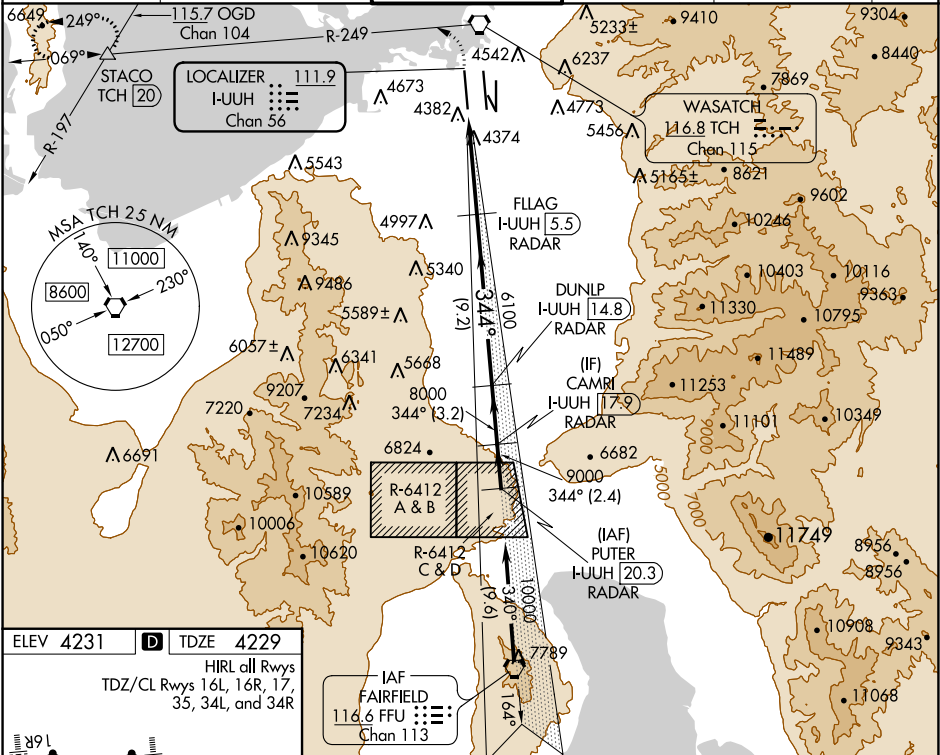 6649
249°
069°
115.7 OGD
Chan 104
R-249
STACO
TCH 20
R-197
LOCALIZER 111.9
I-UUH
Chan 56
4542
5233±
6237
9410
9304
8440
7869
4673
4382
4374
4773
5456
WASATCH
116.8 TCH
Chan 115
5543
5165±
8621
9602
10246
MSA TCH 25 NM
140°
11000
8600
230°
050°
12700
9345
4997
FLLAG
I-UUH 5.5
RADAR
9486
5340
10403
10116
9363
5589±
344°
6100
(9.2)
DUNLP
I-UUH 14.8
RADAR
11330
10795
6057±
6341
5668
11489
9207
7234
7220
8000
344° (3.2)
(IF)
CAMRI
I-UUH 17.9
RADAR
11253
11101
10349
6691
6824
6682
9000
344° (2.4)
5000
7000
R-6412
A & B
10589
10006
10620
R-6412
C & D
(IAF)
PUTER
I-UUH 20.3
RADAR
11749
8956
8956
340°
10000
(9.6)
ELEV 4231 D TDZE 4229
HIRL all Rwys
TDZ/CL Rwys 16L, 16R, 17,
35, 34L, and 34R
16R
7789
164°
IAF
FAIRFIELD
116.6 FFU
Chan 113
10908
9343
11068